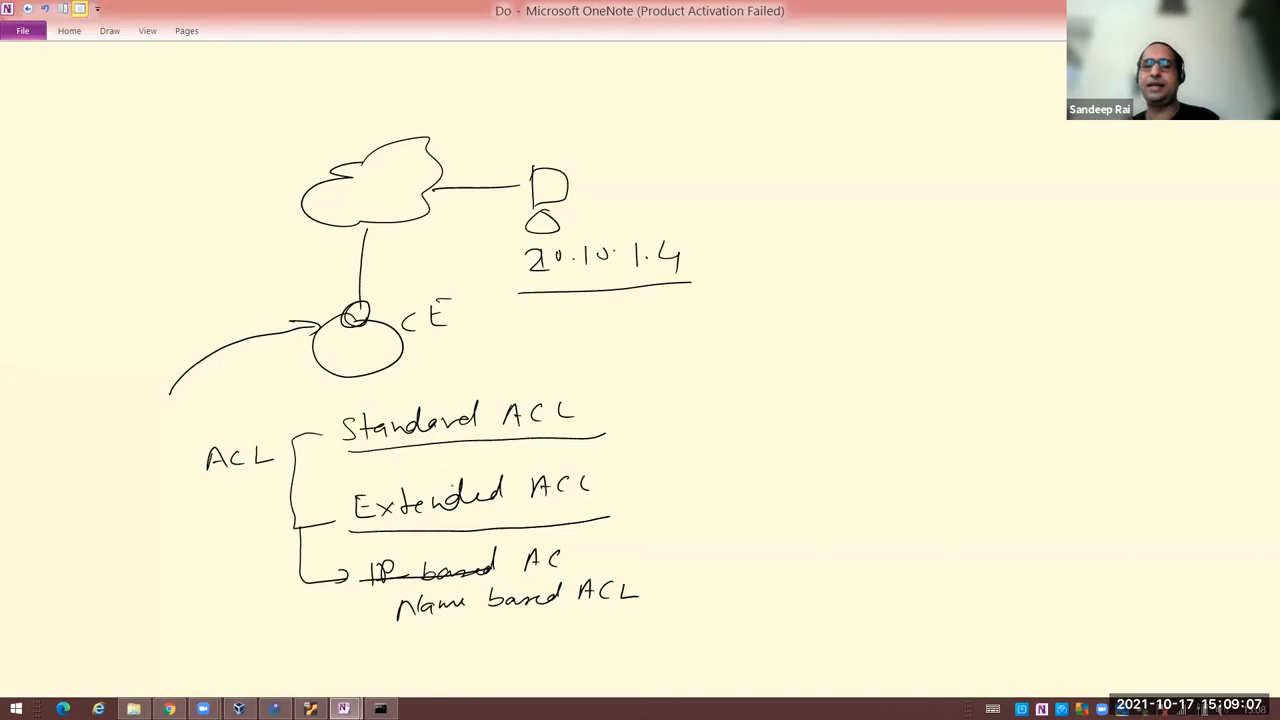 Do - Microsoft OneNote (Product Activation Failed)
File Home Draw View Pages
Sandeep Rai
20.10.1.4
CE
Standard ACL
ACL
Extended ACL
IP based AC
Name based ACL
2021-10-17 15:09:07